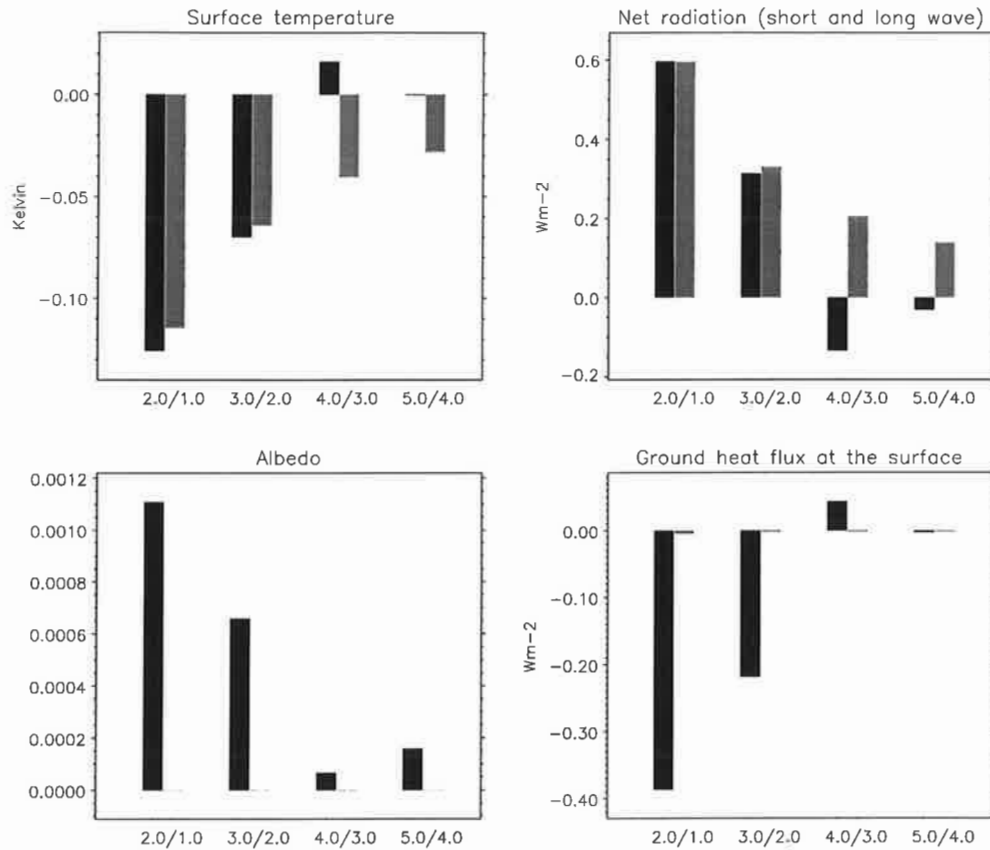 Surface temperature
0.00
-0.05
-0.10
Kelvin
2.0/1.0 3.0/2.0 4.0/3.0 5.0/4.0
Net radiation (short and long wave)
0.6
0.4
0.2
0.0
-0.2
Wm-2
2.0/1.0 3.0/2.0 4.0/3.0 5.0/4.0
Albedo
0.0012
0.0010
0.0008
0.0006
0.0004
0.0002
0.0000
2.0/1.0 3.0/2.0 4.0/3.0 5.0/4.0
Ground heat flux at the surface
0.00
-0.10
-0.20
-0.30
-0.40
Wm-2
2.0/1.0 3.0/2.0 4.0/3.0 5.0/4.0